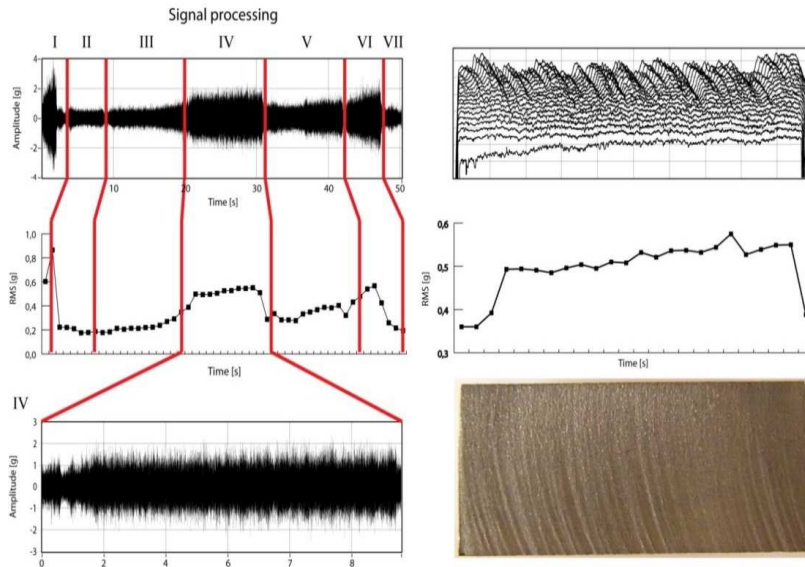 Signal processing
I II III IV V VI VII
Amplitude [g]
4
2
0
-2
-4
10 20 30 40 50
Time [s]
RMS [g]
1,0
0,8
0,6
0,4
0,2
0,0
Time [s]
RMS [g]
0,6
0,5
0,4
0,3
Time [s]
IV
Amplitude [g]
3
2
1
0
-1
-2
-3
0 2 4 6 8